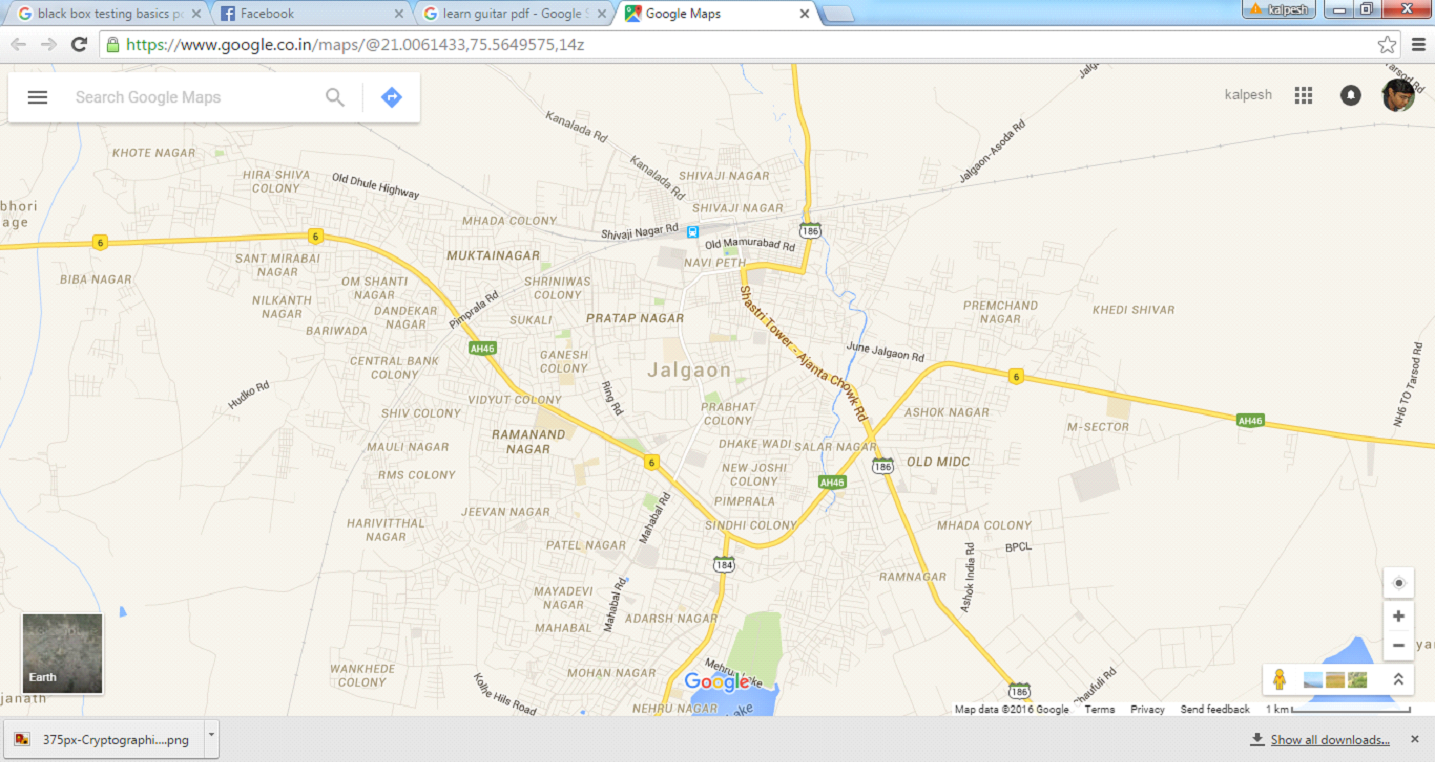 black box testing basics p
Facebook
learn guitar pdf - Google S
Google Maps
kalpesh
https://www.google.co.in/maps/@21.0061433,75.5649575,14z
Search Google Maps
kalpesh
Tarsod Rd
Kanalada Rd
Jalgaon-Asoda Rd
KHOTE NAGAR
Kanalada Rd
HIRA SHIVA
COLONY
Old Dhule Highway
SHIVAJI NAGAR
bhori
age
SHIVAJI NAGAR
MHADA COLONY
Shivaji Nagar Rd
186
6
6
Old Mamurabad Rd
SANT MIRABAI
NAGAR
MUKTAINAGAR
NAVI PETH
BIBA NAGAR
OM SHANTI
NAGAR
SHRINIWAS
COLONY
NILKANTH
NAGAR
DANDEKAR
NAGAR
Pimprala Rd
SUKALI
PRATAP NAGAR
PREMCHAND
NAGAR
KHEDI SHIVAR
BARIWADA
Shastri Tower - Ajanta Chowk Rd
AH46
June Jalgaon Rd
CENTRAL BANK
COLONY
GANESH
COLONY
Jalgaon
6
NH6 TO Tarsod Rd
Hudko Rd
Ring Rd
VIDYUT COLONY
SHIV COLONY
PRABHAT
COLONY
ASHOK NAGAR
AH46
M-SECTOR
MAULI NAGAR
RAMANAND
NAGAR
DHAKE WADI
SALAR NAGAR
6
186
OLD MIDC
RMS COLONY
NEW JOSHI
COLONY
AH46
PIMPRALA
JEEVAN NAGAR
Mahabal Rd
HARIVITTHAL
NAGAR
SINDHI COLONY
MHADA COLONY
PATEL NAGAR
BPCL
184
RAMNAGAR
Ashok India Rd
MAYADEVI
NAGAR
Mahabal Rd
ADARSH NAGAR
MAHABAL
WANKHEDE
COLONY
MOHAN NAGAR
Earth
Kolhe Hills Road
Google
186
janath
NEHRU NAGAR
Map data ©2016 Google
Terms
Privacy
Send feedback
1 km
375px-Cryptographi....png
Show all downloads...